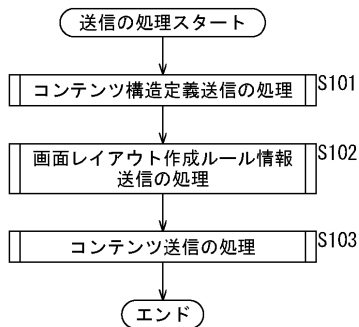 送信の処理スタート
コンテンツ構造定義送信の処理
S101
画面レイアウト作成ルール情報
送信の処理
S102
コンテンツ送信の処理
S103
エンド